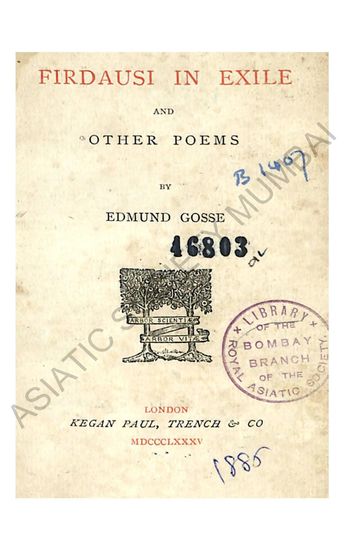 FIRDAUSI IN EXILE
AND
OTHER POEMS
B 1407
BY
EDMUND GOSSE
46803
ARBOR SCIENTIÆ
ARBOR VITÆ
LIBRARY
OF THE
BOMBAY
BRANCH
OF THE
ROYAL ASIATIC SOCIETY
LONDON
KEGAN PAUL, TRENCH & CO
MDCCCLXXXV
1885
ASIATIC SOCIETY MUMBAI